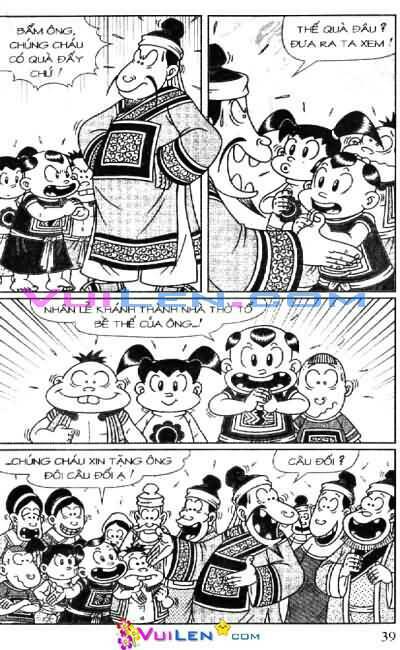 BẨM ÔNG,
CHÚNG CHÁU
CÓ QUÀ ĐẤY
CHỨ!
THẾ QUÀ ĐÂU?
ĐƯA RA TA XEM!
VUILEN.COM
NHÂN LỄ KHÁNH THÀNH NHÀ THỜ TỔ
BỀ THẾ CỦA ÔNG...!
...CHÚNG CHÁU XIN TẶNG ÔNG
ĐÔI CÂU ĐỐI Ạ!
CÂU ĐỐI?
39
VUILEN.COM